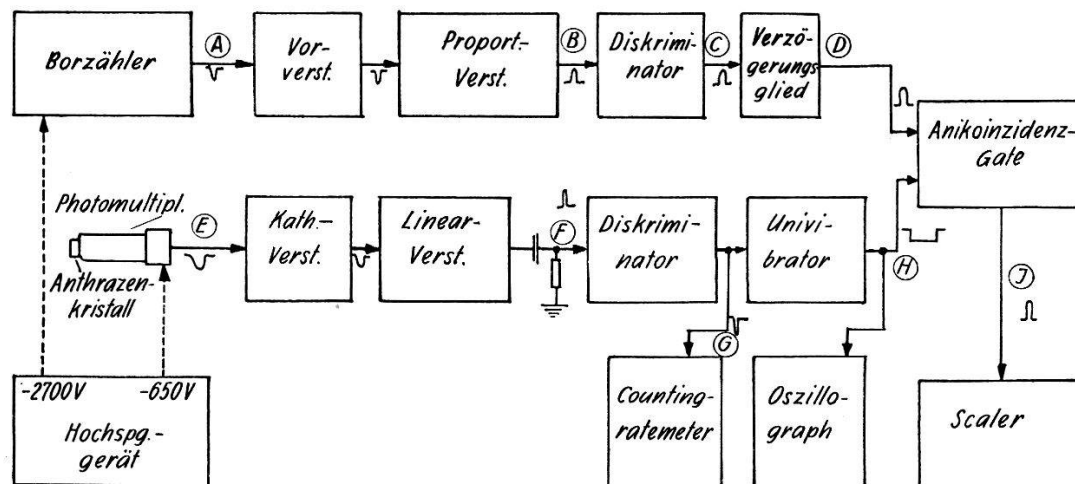 Borzähler
A
Vor-
verst.
Proport.-
Verst.
B
Diskrimi-
nator
C
Verzö-
gerungs-
glied
D
Anikoinzidenz-
Gate
Photomultipl.
E
Anthrazen-
kristall
Kath.-
Verst.
Linear-
Verst.
F
Diskrimi-
nator
Univi-
brator
H
J
G
-2700V
-650V
Hochspg.-
gerät
Counting-
ratemeter
Oszillo-
graph
Scaler